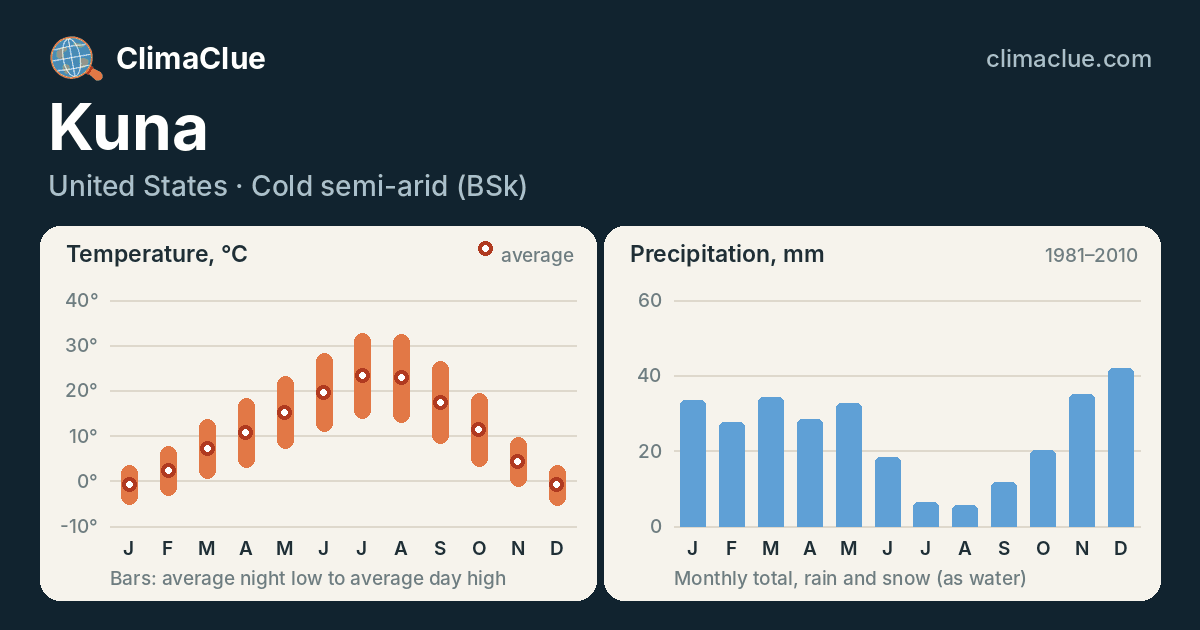 ClimaClue
climaclue.com
Kuna
United States · Cold semi-arid (BSk)
Temperature, °C
average
40°
30°
20°
10°
0°
-10°
J F M A M J J A S O N D
Bars: average night low to average day high
Precipitation, mm
1981–2010
60
40
20
0
J F M A M J J A S O N D
Monthly total, rain and snow (as water)